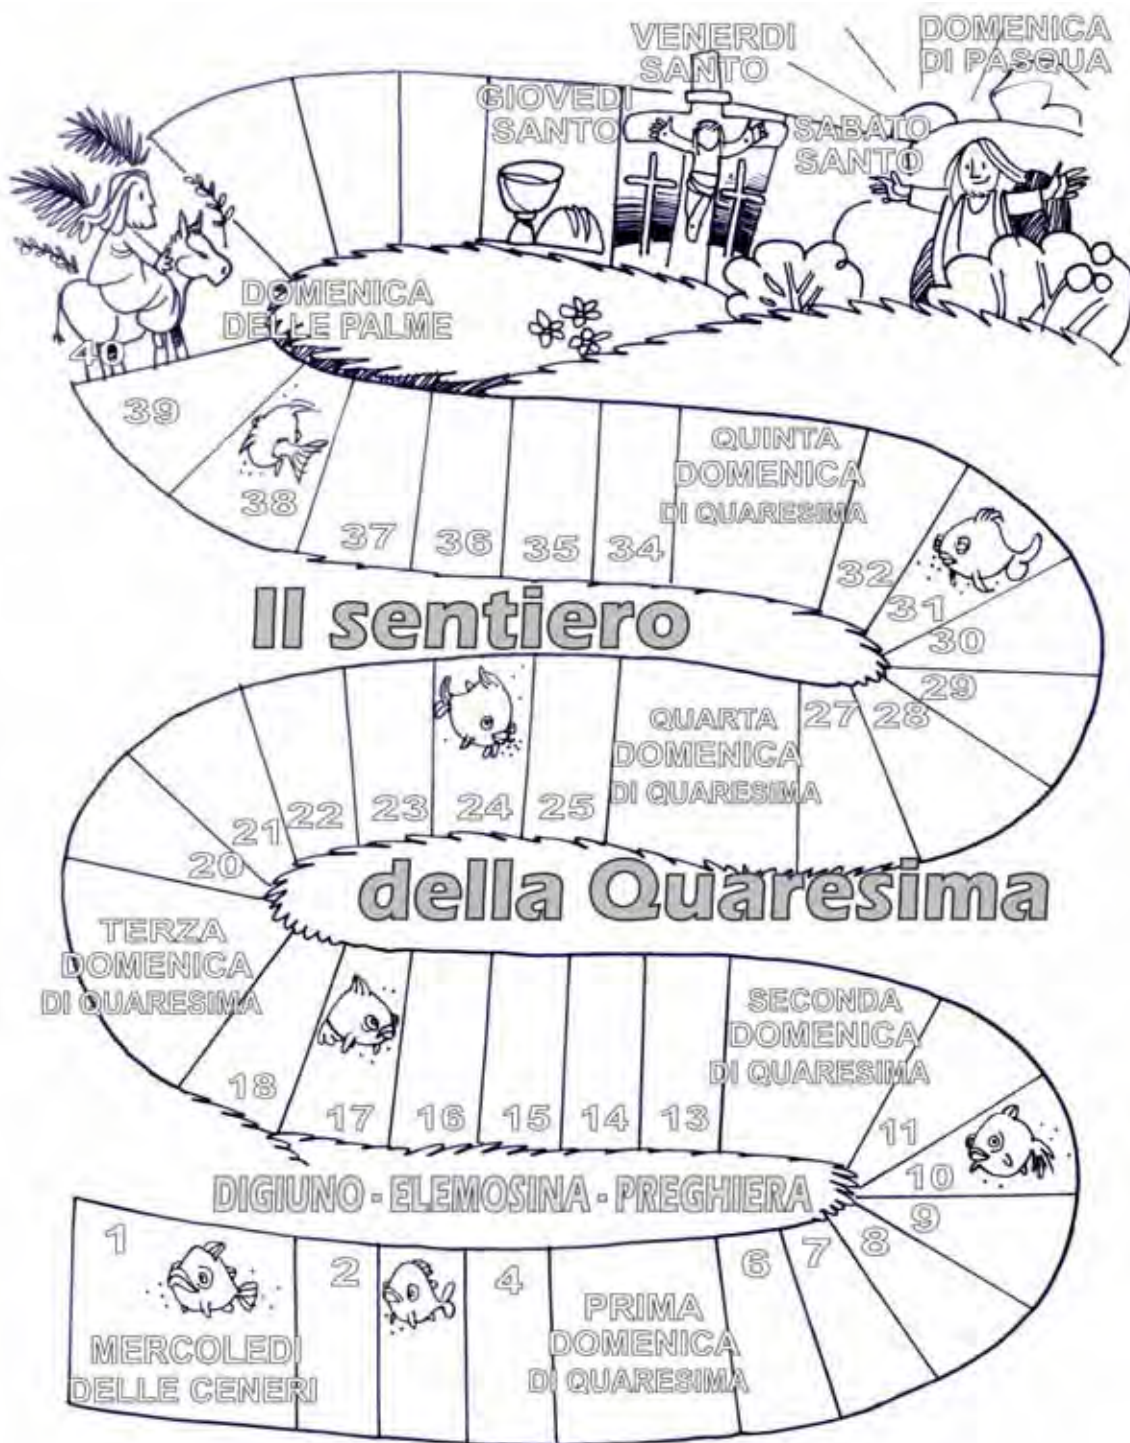 VENERDI
SANTO
DOMENICA
DI PASQUA
GIOVEDI
SANTO
SABATO
SANTO
DOMENICA
DELLE PALME
40
39
38
37
36
35
34
QUINTA
DOMENICA
DI QUARESIMA
32
31
30
29
28
27
Il sentiero
QUARTA
DOMENICA
DI QUARESIMA
25
24
23
22
21
20
della Quaresima
TERZA
DOMENICA
DI QUARESIMA
18
17
16
15
14
13
SECONDA
DOMENICA
DI QUARESIMA
11
10
9
8
7
6
DIGIUNO - ELEMOSINA - PREGHIERA
1
MERCOLEDI
DELLE CENERI
2
4
PRIMA
DOMENICA
DI QUARESIMA